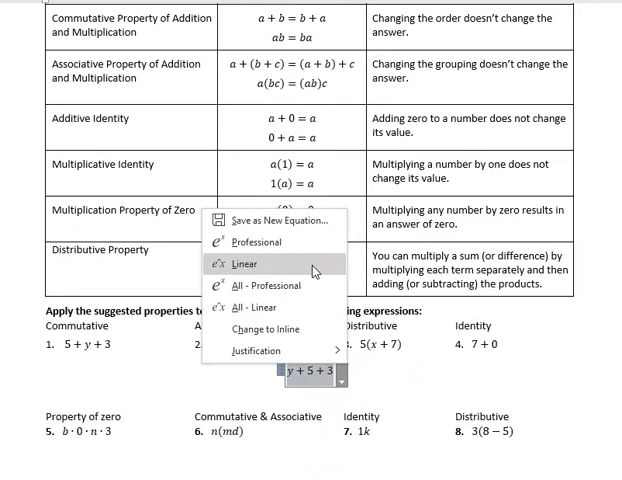 Commutative Property of Addition
and Multiplication
a + b = b + a
ab = ba
Changing the order doesn't change the
answer.
Associative Property of Addition
and Multiplication
a + (b + c) = (a + b) + c
a(bc) = (ab)c
Changing the grouping doesn't change the
answer.
Additive Identity
a + 0 = a
0 + a = a
Adding zero to a number does not change
its value.
Multiplicative Identity
a(1) = a
1(a) = a
Multiplying a number by one does not
change its value.
Multiplication Property of Zero
Multiplying any number by zero results in
an answer of zero.
Distributive Property
You can multiply a sum (or difference) by
multiplying each term separately and then
adding (or subtracting) the products.
Save as New Equation...
Professional
Linear
All - Professional
All - Linear
Change to Inline
Justification
Apply the suggested properties
ing expressions:
Commutative
A
Distributive
Identity
1. 5 + y + 3
2.
5(x + 7)
4. 7 + 0
y + 5 + 3
Property of zero
Commutative & Associative
Identity
Distributive
5. b · 0 · n · 3
6. n(md)
7. 1k
8. 3(8 – 5)